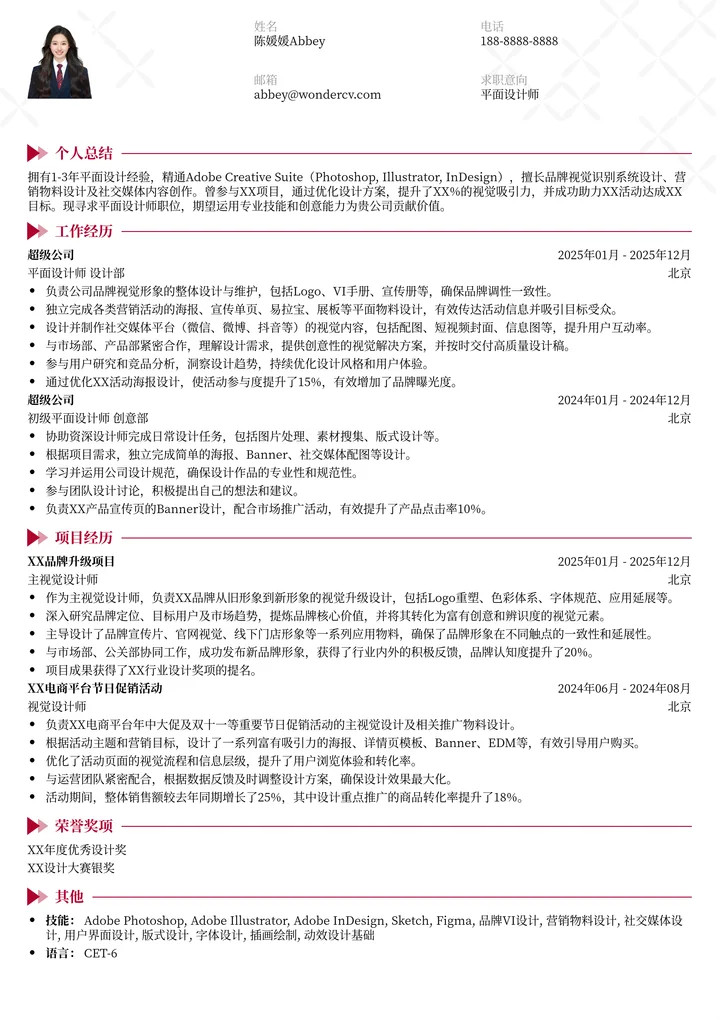 姓名
陈媛媛Abbey
电话
188-8888-8888
邮箱
abbey@wondercv.com
求职意向
平面设计师
个人总结
拥有1-3年平面设计经验，精通Adobe Creative Suite（Photoshop, Illustrator, InDesign），擅长品牌视觉识别系统设计、营
销物料设计及社交媒体内容创作。曾参与XX项目，通过优化设计方案，提升了XX%的视觉吸引力，并成功助力XX活动达成XX
目标。现寻求平面设计师职位，期望运用专业技能和创意能力为贵公司贡献价值。
工作经历
超级公司 2025年01月 - 2025年12月
平面设计师 设计部 北京
• 负责公司品牌视觉形象的整体设计与维护，包括Logo、VI手册、宣传册等，确保品牌调性一致性。
• 独立完成各类营销活动的海报、宣传单页、易拉宝、展板等平面物料设计，有效传达活动信息并吸引目标受众。
• 设计并制作社交媒体平台（微信、微博、抖音等）的视觉内容，包括配图、短视频封面、信息图等，提升用户互动率。
• 与市场部、产品部紧密合作，理解设计需求，提供创意性的视觉解决方案，并按时交付高质量设计稿。
• 参与用户研究和竞品分析，洞察设计趋势，持续优化设计风格和用户体验。
• 通过优化XX活动海报设计，使活动参与度提升了15%，有效增加了品牌曝光度。
超级公司 2024年01月 - 2024年12月
初级平面设计师 创意部 北京
• 协助资深设计师完成日常设计任务，包括图片处理、素材搜集、版式设计等。
• 根据项目需求，独立完成简单的海报、Banner、社交媒体配图等设计。
• 学习并运用公司设计规范，确保设计作品的专业性和规范性。
• 参与团队设计讨论，积极提出自己的想法和建议。
• 负责XX产品宣传页的Banner设计，配合市场推广活动，有效提升了产品点击率10%。
项目经历
XX品牌升级项目 2025年01月 - 2025年12月
主视觉设计师 北京
• 作为主视觉设计师，负责XX品牌从旧形象到新形象的视觉升级设计，包括Logo重塑、色彩体系、字体规范、应用延展等。
• 深入研究品牌定位、目标用户及市场趋势，提炼品牌核心价值，并将其转化为富有创意和辨识度的视觉元素。
• 主导设计了品牌宣传片、官网视觉、线下门店形象等一系列应用物料，确保了品牌形象在不同触点的一致性和延展性。
• 与市场部、公关部协同工作，成功发布新品牌形象，获得了行业内外的积极反馈，品牌认知度提升了20%。
• 项目成果获得了XX行业设计奖项的提名。
XX电商平台节日促销活动 2024年06月 - 2024年08月
视觉设计师 北京
• 负责XX电商平台年中大促及双十一等重要节日促销活动的主视觉设计及相关推广物料设计。
• 根据活动主题和营销目标，设计了一系列富有吸引力的海报、详情页模板、Banner、EDM等，有效引导用户购买。
• 优化了活动页面的视觉流程和信息层级，提升了用户浏览体验和转化率。
• 与运营团队紧密配合，根据数据反馈及时调整设计方案，确保设计效果最大化。
• 活动期间，整体销售额较去年同期增长了25%，其中设计重点推广的商品转化率提升了18%。
荣誉奖项
XX年度优秀设计奖
XX设计大赛银奖
其他
• 技能： Adobe Photoshop, Adobe Illustrator, Adobe InDesign, Sketch, Figma, 品牌VI设计, 营销物料设计, 社交媒体设
计, 用户界面设计, 版式设计, 字体设计, 插画绘制, 动效设计基础
• 语言： CET-6